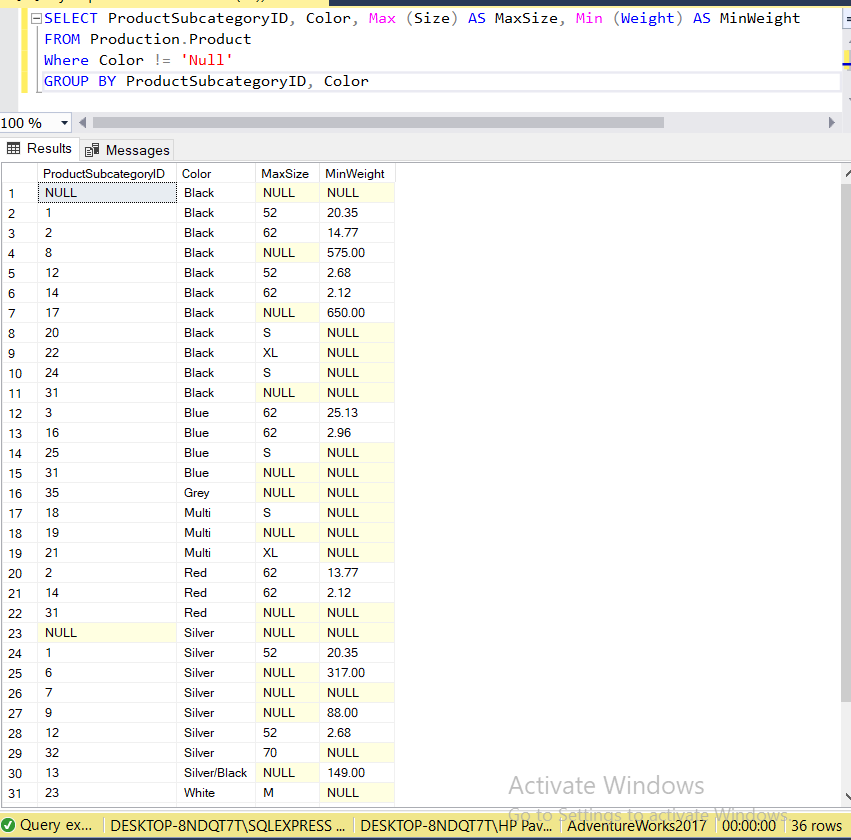 SELECT ProductSubcategoryID, Color, Max (Size) AS MaxSize, Min (Weight) AS MinWeight
FROM Production.Product
Where Color != 'Null'
GROUP BY ProductSubcategoryID, Color
100 %
Results Messages
ProductSubcategoryID Color MaxSize MinWeight
1 NULL Black NULL NULL
2 1 Black 52 20.35
3 2 Black 62 14.77
4 8 Black NULL 575.00
5 12 Black 52 2.68
6 14 Black 62 2.12
7 17 Black NULL 650.00
8 20 Black S NULL
9 22 Black XL NULL
10 24 Black S NULL
11 31 Black NULL NULL
12 3 Blue 62 25.13
13 16 Blue 62 2.96
14 25 Blue S NULL
15 31 Blue NULL NULL
16 35 Grey NULL NULL
17 18 Multi S NULL
18 19 Multi NULL NULL
19 21 Multi XL NULL
20 2 Red 62 13.77
21 14 Red 62 2.12
22 31 Red NULL NULL
23 NULL Silver NULL NULL
24 1 Silver 52 20.35
25 6 Silver NULL 317.00
26 7 Silver NULL NULL
27 9 Silver NULL 88.00
28 12 Silver 52 2.68
29 32 Silver 70 NULL
30 13 Silver/Black NULL 149.00
31 23 White M NULL
Activate Windows
Go to Settings to activate Windows
Query ex... DESKTOP-8NDQT7T\SQLEXPRESS ... DESKTOP-8NDQT7T\HP Pav... AdventureWorks2017 00:00:00 36 rows